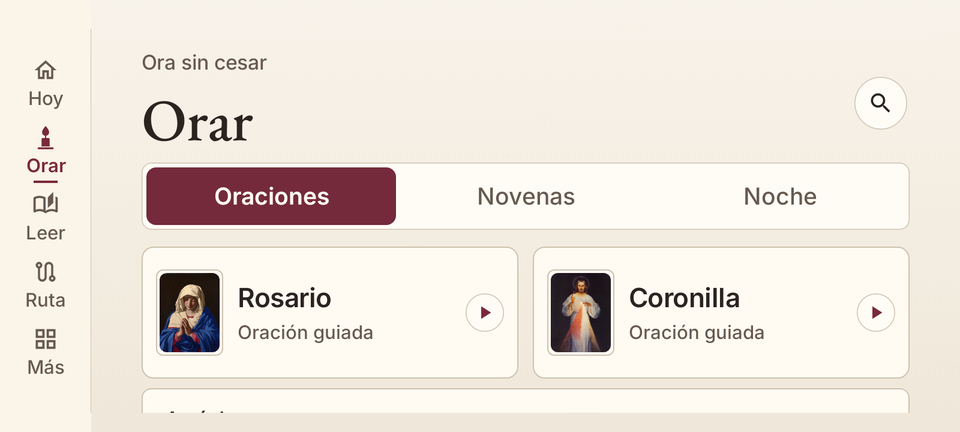 Hoy
Orar
Leer
Ruta
Más
Ora sin cesar
Orar
Oraciones
Novenas
Noche
Rosario
Oración guiada
Coronilla
Oración guiada